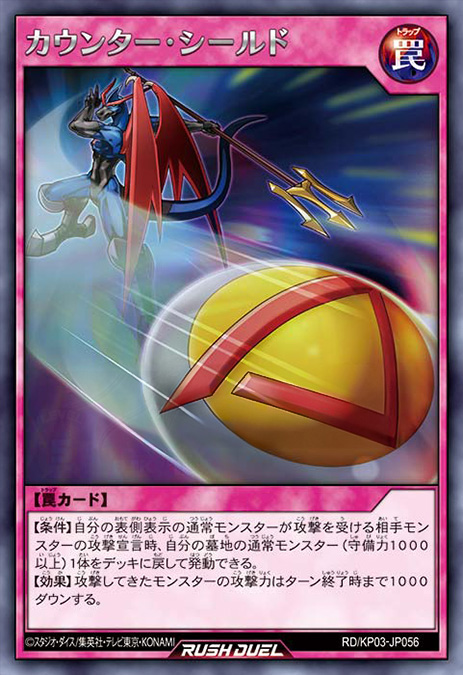 カウンター・シールド
トラップ
罠
【罠カード】
【条件】自分の表側表示の通常モンスターが攻撃を受ける相手モン
スターの攻撃宣言時、自分の墓地の通常モンスター(守備力1000
以上)1体をデッキに戻して発動できる。
【効果】攻撃してきたモンスターの攻撃力はターン終了時まで1000
ダウンする。
©スタジオ・ダイス/集英社・テレビ東京・KONAMI
RUSH DUEL
RD/KP03-JP056